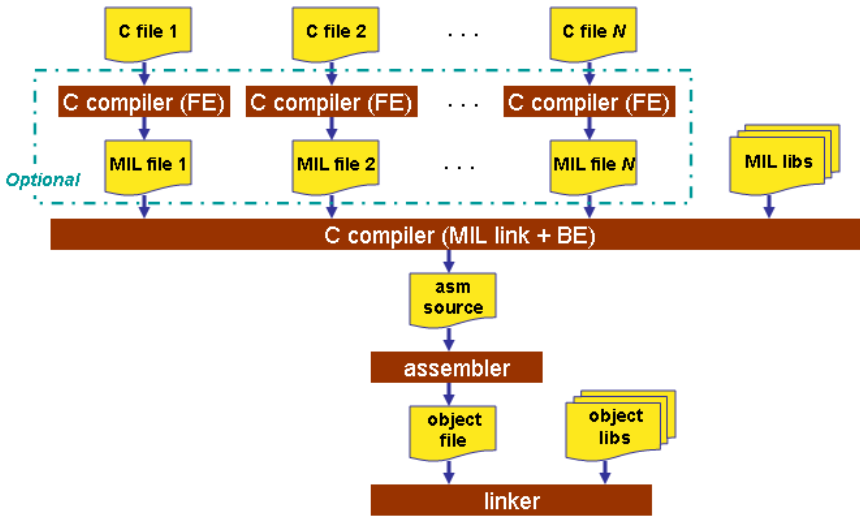 C file 1
C file 2
. . .
C file N
C compiler (FE)
C compiler (FE)
. . .
C compiler (FE)
MIL file 1
MIL file 2
. . .
MIL file N
MIL libs
Optional
C compiler (MIL link + BE)
asm
source
assembler
object
file
object
libs
linker